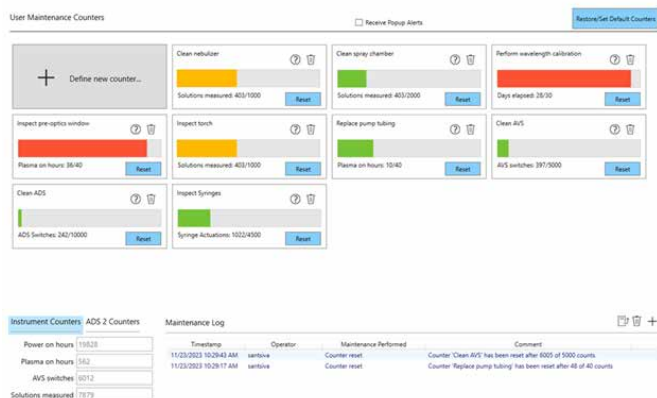 User Maintenance Counters
Receive Popup Alerts
Restore/Set Default Counters
Define new counter...
Clean nebulizer
Solutions measured: 403/1000
Reset
Clean spray chamber
Solutions measured: 403/2000
Reset
Perform wavelength calibration
Days elapsed: 28/30
Reset
Inspect pre-optics window
Plasma on hours: 36/40
Reset
Inspect torch
Solutions measured: 403/1000
Reset
Replace pump tubing
Plasma on hours: 10/40
Reset
Clean AVS
AVS switches: 397/5000
Reset
Clean ADS
ADS Switches: 242/10000
Reset
Inspect Syringes
Syringe Actuations: 1022/4500
Reset
Instrument Counters ADS 2 Counters
Power on hours 19828
Plasma on hours 562
AVS switches 6012
Solutions measured 7879
Maintenance Log
Timestamp Operator Maintenance Performed Comment
11/23/2023 10:29:43 AM santsiva Counter reset Counter 'Clean AVS' has been reset after 6005 of 5000 counts
11/23/2023 10:29:17 AM santsiva Counter reset Counter 'Replace pump tubing' has been reset after 48 of 40 counts